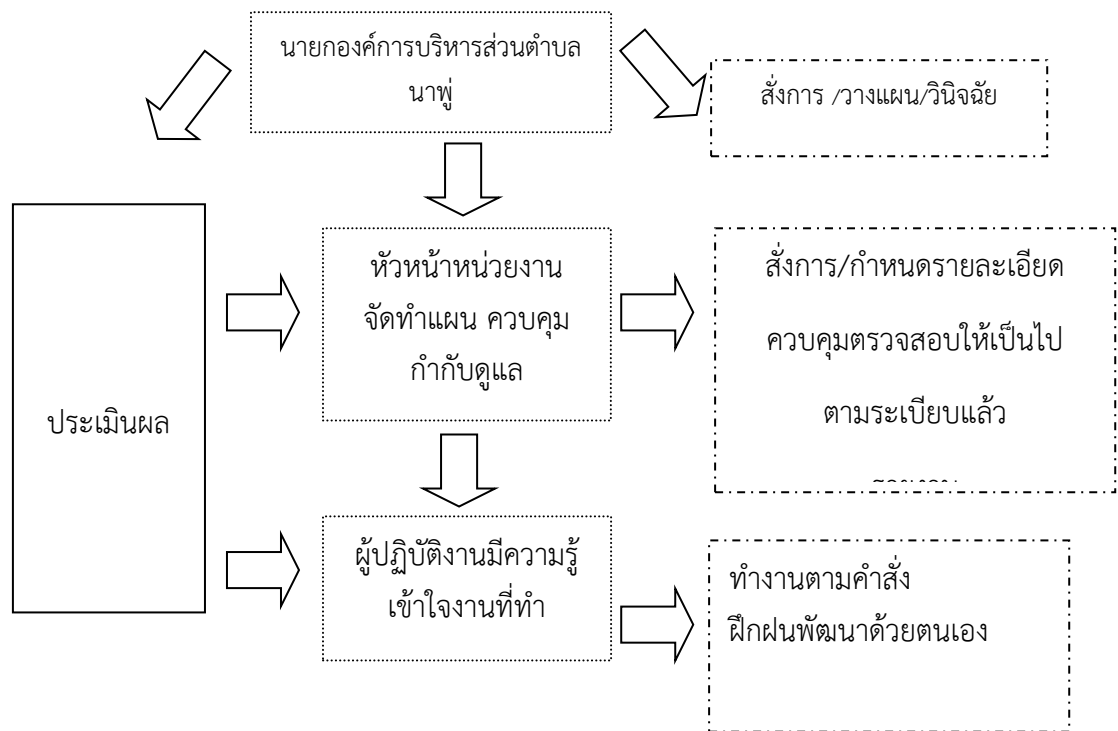 นายกองค์การบริหารส่วนตำบล
นาพู่
สั่งการ /วางแผน/วินิจฉัย
หัวหน้าหน่วยงาน
จัดทำแผน ควบคุม
กำกับดูแล
สั่งการ/กำหนดรายละเอียด
ควบคุมตรวจสอบให้เป็นไป
ตามระเบียบแล้ว
ประเมินผล
ผู้ปฏิบัติงานมีความรู้
เข้าใจงานที่ทำ
ทำงานตามคำสั่ง
ฝึกฝนพัฒนาด้วยตนเอง